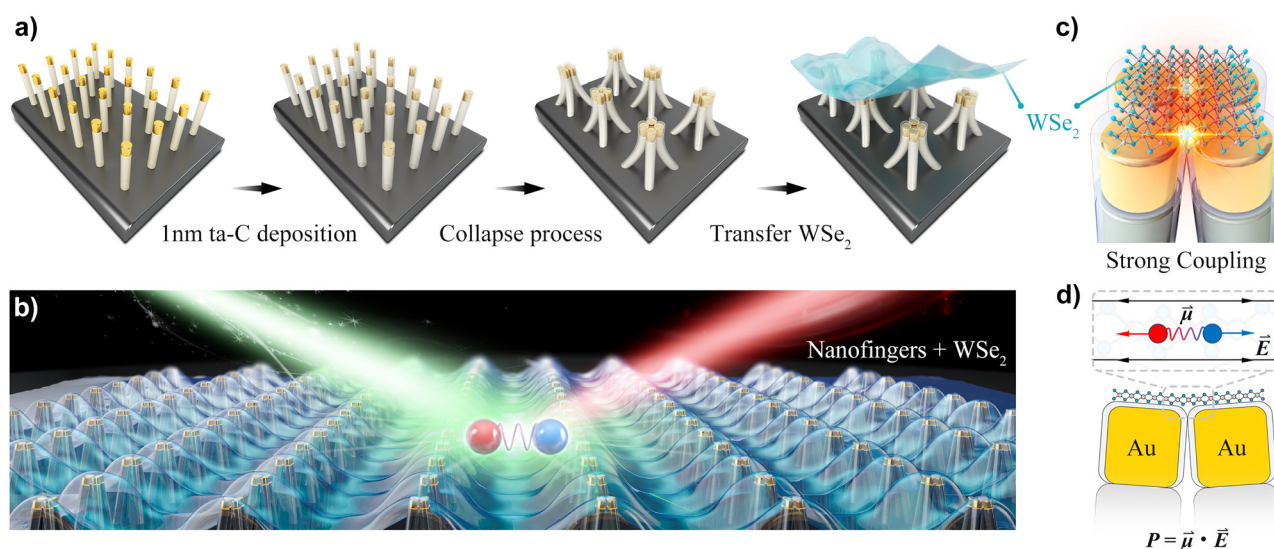 a)
1nm ta-C deposition
Collapse process
Transfer WSe₂
WSe₂
c)
Strong Coupling
b)
Nanofingers + WSe₂
d)
μ⃗
E⃗
Au
Au
P = μ⃗ · E⃗